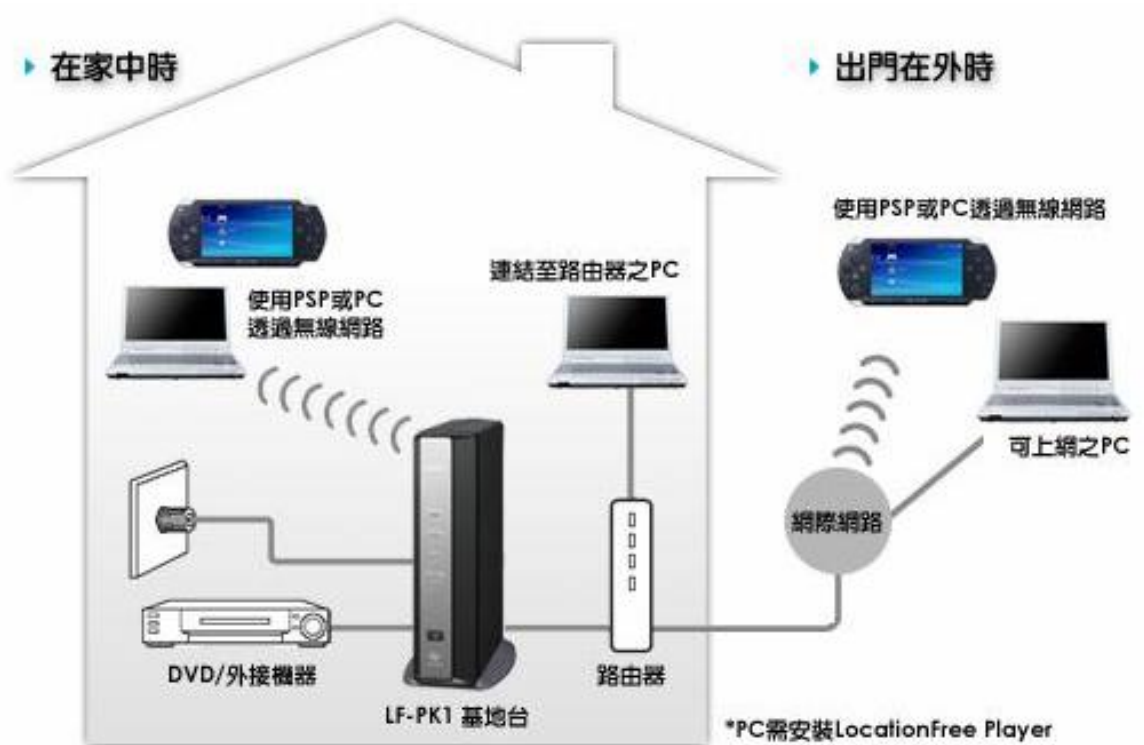 在家中時
出門在外時
使用PSP或PC透過無線網路
連結至路由器之PC
使用PSP或PC
透過無線網路
可上網之PC
網際網路
DVD/外接機器
路由器
LF-PK1 基地台
*PC需安裝LocationFree Player